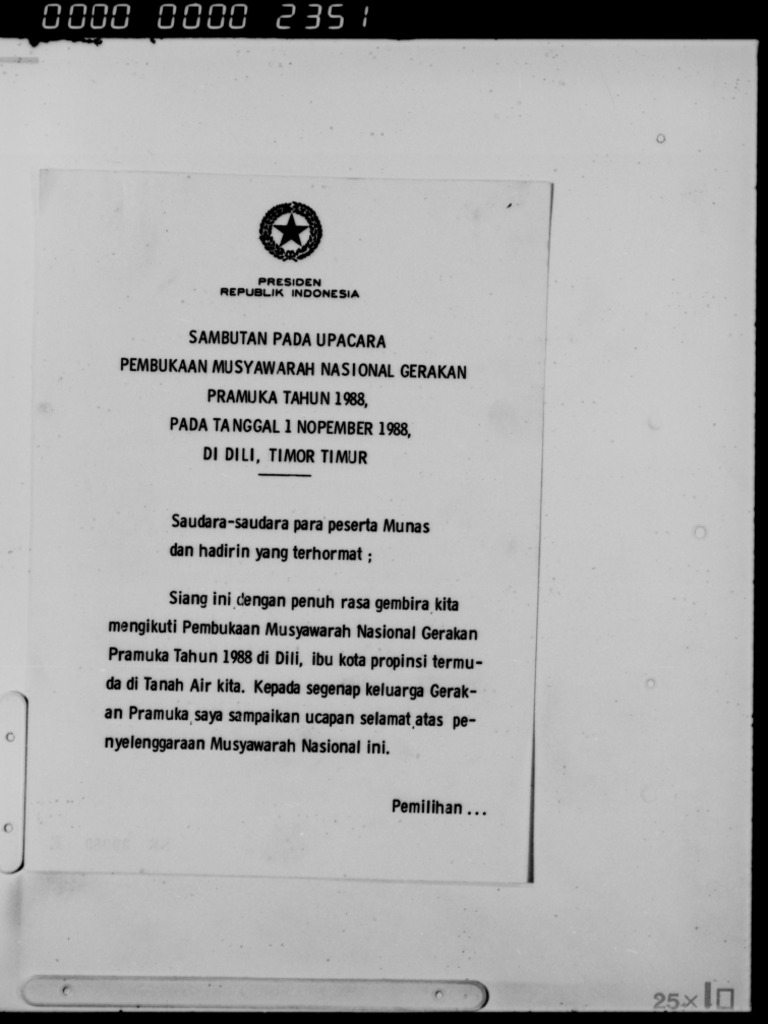 0000 0000 2351
PRESIDEN
REPUBLIK INDONESIA
SAMBUTAN PADA UPACARA
PEMBUKAAN MUSYAWARAH NASIONAL GERAKAN
PRAMUKA TAHUN 1988,
PADA TANGGAL 1 NOPEMBER 1988,
DI DILI, TIMOR TIMUR
Saudara-saudara para peserta Munas
dan hadirin yang terhormat ;
Siang ini dengan penuh rasa gembira kita
mengikuti Pembukaan Musyawarah Nasional Gerakan
Pramuka Tahun 1988 di Dili, ibu kota propinsi termu-
da di Tanah Air kita. Kepada segenap keluarga Gerak-
an Pramuka saya sampaikan ucapan selamat atas pe-
nyelenggaraan Musyawarah Nasional ini.
Pemilihan ...
25×